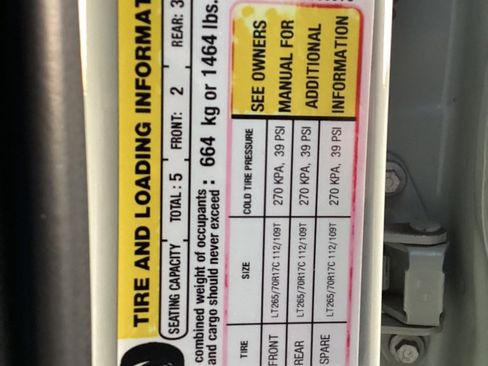 TIRE AND LOADING INFORMAT
SEATING CAPACITY TOTAL : 5 FRONT: 2 REAR: 3
combined weight of occupants
and cargo should never exceed : 664 kg or 1464 lbs.
TIRE SIZE COLD TIRE PRESSURE
FRONT LT265/70R17C 112/109T 270 KPA, 39 PSI
REAR LT265/70R17C 112/109T 270 KPA, 39 PSI
SPARE LT265/70R17C 112/109T 270 KPA, 39 PSI
SEE OWNERS
MANUAL FOR
ADDITIONAL
INFORMATION